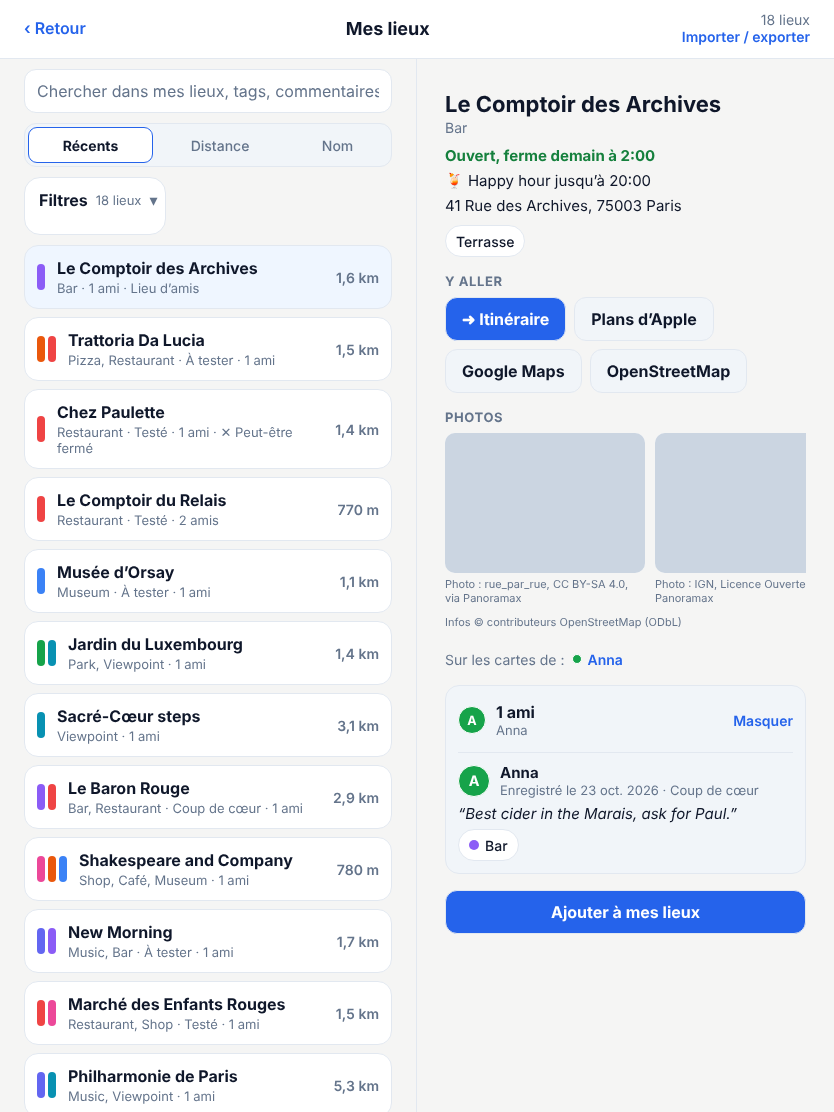 ‹ Retour
Mes lieux
18 lieux
Importer / exporter
Chercher dans mes lieux, tags, commentaires
Récents
Distance
Nom
Filtres 18 lieux ▾
Le Comptoir des Archives
Bar · 1 ami · Lieu d’amis
1,6 km
Trattoria Da Lucia
Pizza, Restaurant · À tester · 1 ami
1,5 km
Chez Paulette
Restaurant · Testé · 1 ami · ✕ Peut-être
fermé
1,4 km
Le Comptoir du Relais
Restaurant · Testé · 2 amis
770 m
Musée d’Orsay
Museum · À tester · 1 ami
1,1 km
Jardin du Luxembourg
Park, Viewpoint · 1 ami
1,4 km
Sacré-Cœur steps
Viewpoint · 1 ami
3,1 km
Le Baron Rouge
Bar, Restaurant · Coup de cœur · 1 ami
2,9 km
Shakespeare and Company
Shop, Café, Museum · 1 ami
780 m
New Morning
Music, Bar · À tester · 1 ami
1,7 km
Marché des Enfants Rouges
Restaurant, Shop · Testé · 1 ami
1,5 km
Philharmonie de Paris
Music, Viewpoint · 1 ami
5,3 km
Le Comptoir des Archives
Bar
Ouvert, ferme demain à 2:00
🍹 Happy hour jusqu’à 20:00
41 Rue des Archives, 75003 Paris
Terrasse
Y ALLER
➜ Itinéraire
Plans d’Apple
Google Maps
OpenStreetMap
PHOTOS
Photo : rue_par_rue, CC BY-SA 4.0,
via Panoramax
Photo : IGN, Licence Ouverte
Panoramax
Infos © contributeurs OpenStreetMap (ODbL)
Sur les cartes de : Anna
A
1 ami
Anna
Masquer
A
Anna
Enregistré le 23 oct. 2026 · Coup de cœur
“Best cider in the Marais, ask for Paul.”
Bar
Ajouter à mes lieux